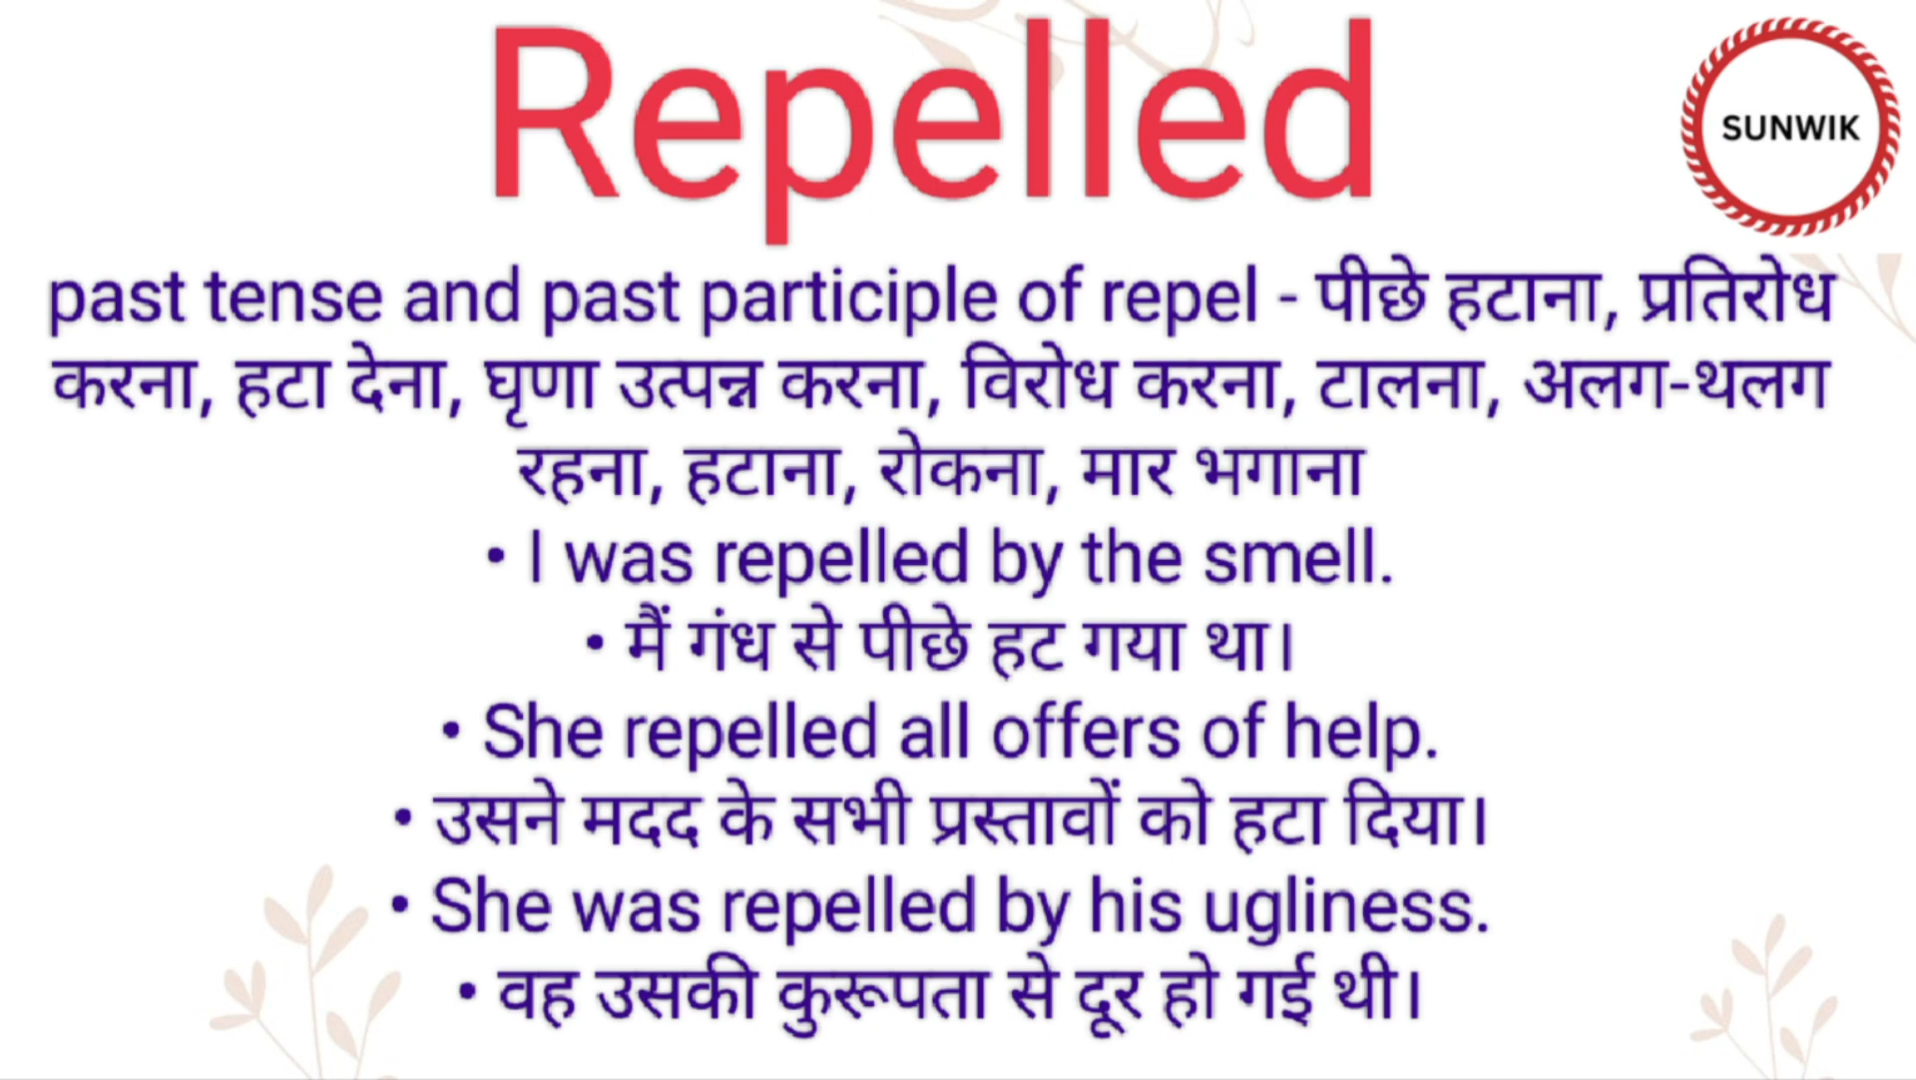 Repelled
SUNWIK
past tense and past participle of repel - पीछे हटाना, प्रतिरोध
करना, हटा देना, घृणा उत्पन्न करना, विरोध करना, टालना, अलग-थलग
रहना, हटाना, रोकना, मार भगाना
• I was repelled by the smell.
• मैं गंध से पीछे हट गया था।
• She repelled all offers of help.
• उसने मदद के सभी प्रस्तावों को हटा दिया।
• She was repelled by his ugliness.
• वह उसकी कुरूपता से दूर हो गई थी।